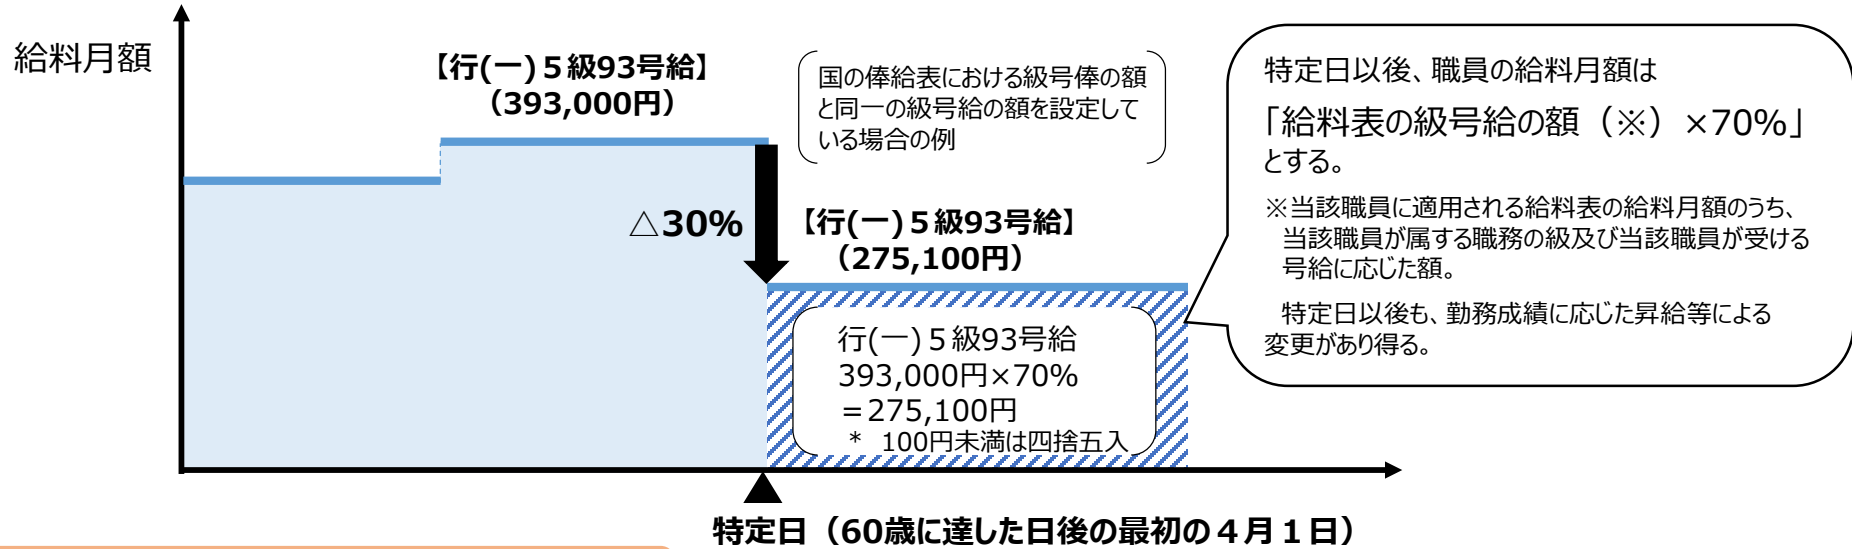 給料月額
【行(一)５級93号給】
（393,000円）
国の俸給表における級号俸の額
と同一の級号給の額を設定して
いる場合の例
△30%
【行(一)５級93号給】
（275,100円）
行(一)５級93号給
393,000円×70%
＝275,100円
* 100円未満は四捨五入
特定日（60歳に達した日後の最初の４月１日）
特定日以後、職員の給料月額は
「給料表の級号給の額（※）×70%」
とする。
※当該職員に適用される給料表の給料月額のうち、
当該職員が属する職務の級及び当該職員が受ける
号給に応じた額。
特定日以後も、勤務成績に応じた昇給等による
変更があり得る。